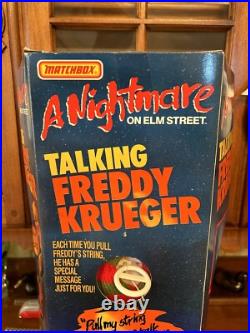 MATCHBOX
A Nightmare
ON ELM STREET
TALKING
FREDDY
KRUEGER
EACH TIME YOU PULL
FREDDY'S STRING,
HE HAS A
SPECIAL
MESSAGE
JUST FOR YOU!
"Pull my string
talk